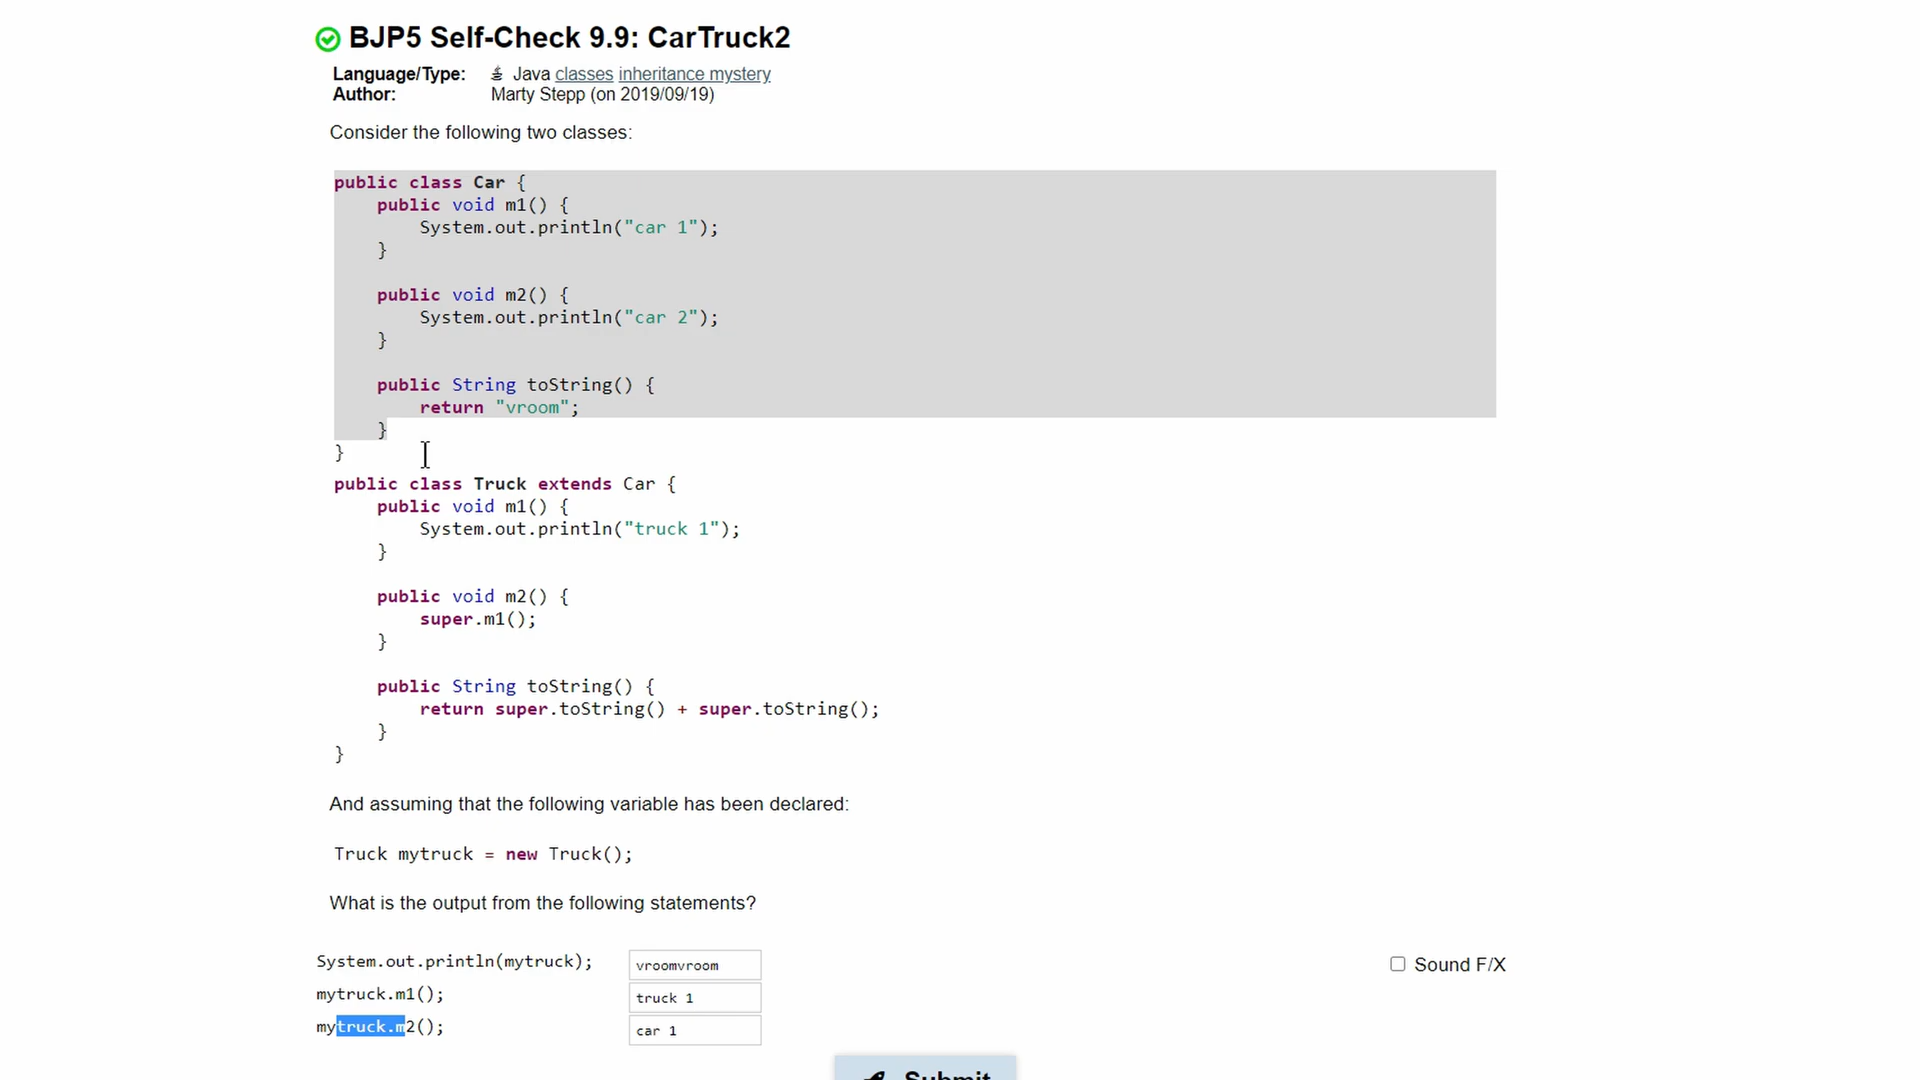 BJP5 Self-Check 9.9: CarTruck2
Language/Type: Java classes inheritance mystery
Author: Marty Stepp (on 2019/09/19)
Consider the following two classes:
public class Car {
    public void m1() {
        System.out.println("car 1");
    }
    public void m2() {
        System.out.println("car 2");
    }
    public String toString() {
        return "vroom";
    }
}
public class Truck extends Car {
    public void m1() {
        System.out.println("truck 1");
    }
    public void m2() {
        super.m1();
    }
    public String toString() {
        return super.toString() + super.toString();
    }
}
And assuming that the following variable has been declared:
Truck mytruck = new Truck();
What is the output from the following statements?
System.out.println(mytruck); vroomvroom
Sound F/X
mytruck.m1(); truck 1
mytruck.m2(); car 1
Submit